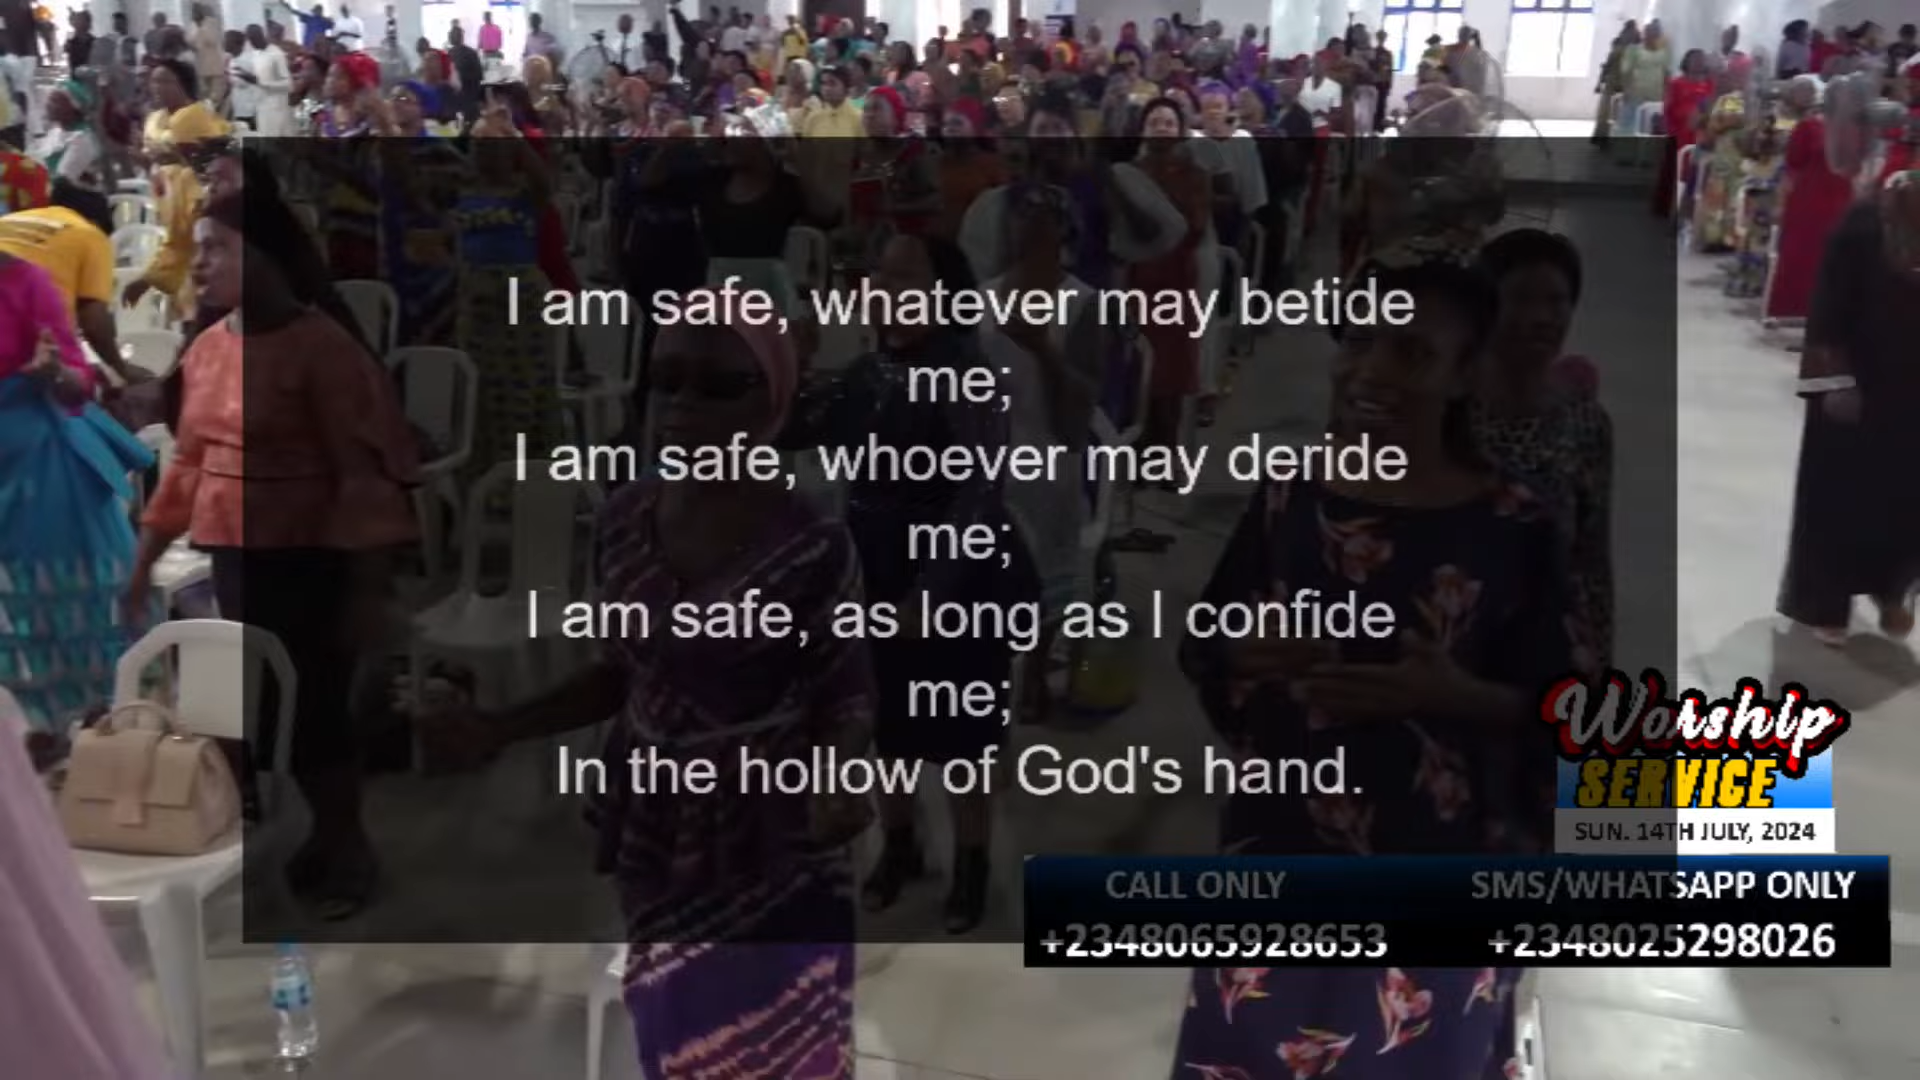 I am safe, whatever may betide
me;
I am safe, whoever may deride
me;
I am safe, as long as I confide
me;
In the hollow of God's hand.
Worship
SERVICE
SUN. 14TH JULY, 2024
CALL ONLY
SMS/WHATSAPP ONLY
+2348065928653
+2348025298026